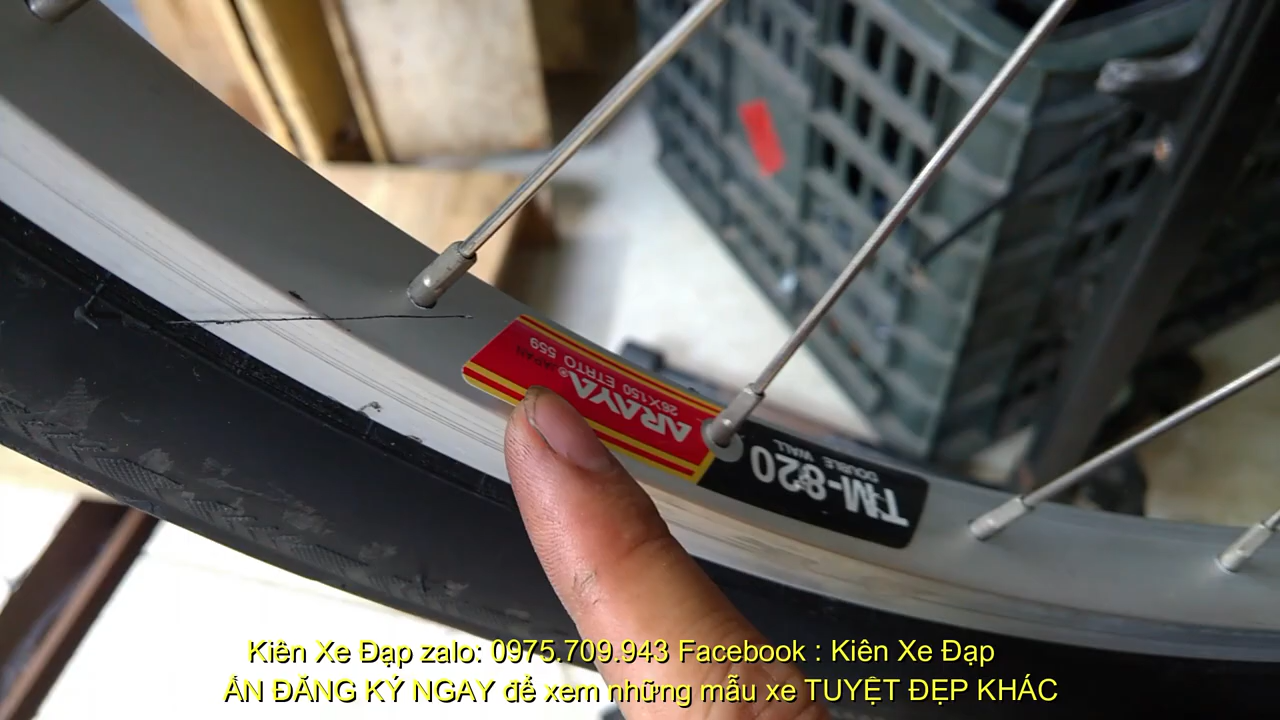 ARAYA®
26X150 ETRTO 559
JAPAN
TM-820
DOUBLE WALL
Kiên Xe Đạp zalo: 0975.709.943 Facebook : Kiên Xe Đạp
ẤN ĐĂNG KÝ NGAY để xem những mẫu xe TUYỆT ĐẸP KHÁC